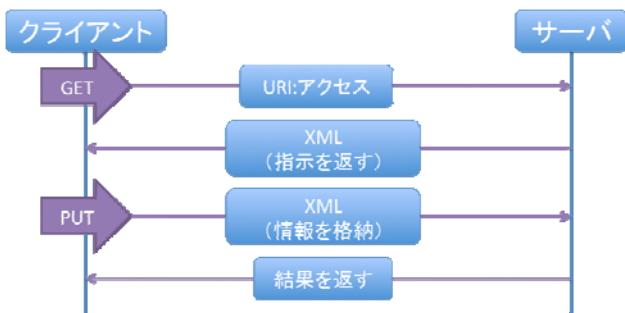 クライアント
サーバ
GET
URI:アクセス
XML
(指示を返す)
PUT
XML
(情報を格納)
結果を返す